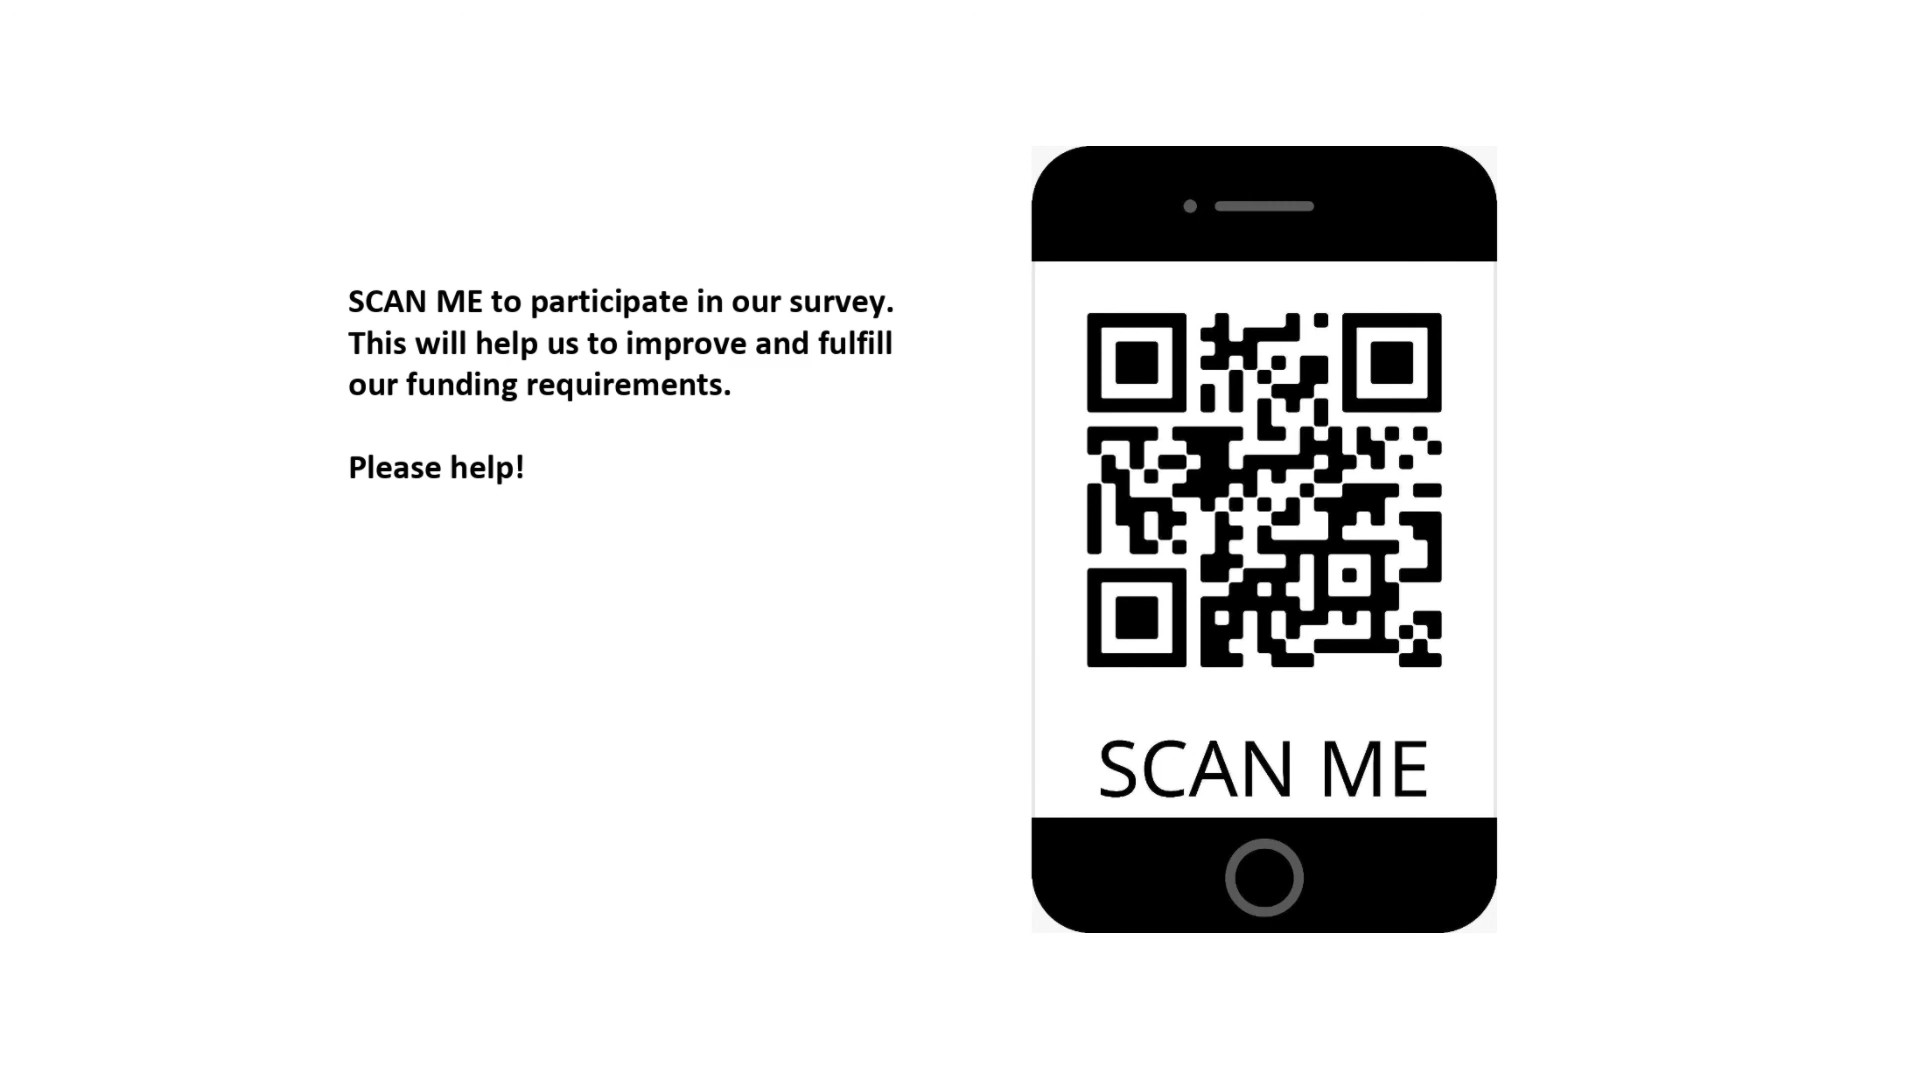 SCAN ME to participate in our survey.
This will help us to improve and fulfill
our funding requirements.
Please help!
SCAN ME